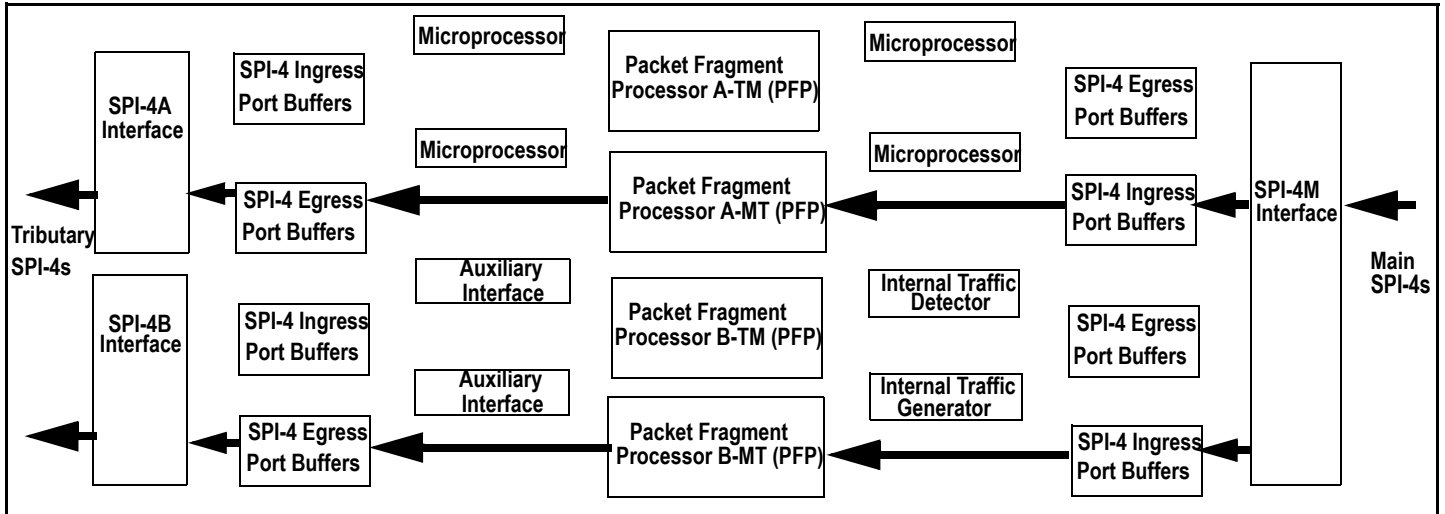 Microprocessor
Microprocessor
SPI-4A
Interface
SPI-4 Ingress
Port Buffers
Packet Fragment
Processor A-TM (PFP)
SPI-4 Egress
Port Buffers
Microprocessor
Microprocessor
SPI-4 Egress
Port Buffers
Packet Fragment
Processor A-MT (PFP)
SPI-4 Ingress
Port Buffers
SPI-4M
Interface
Tributary
SPI-4s
Main
SPI-4s
Auxiliary
Interface
Internal Traffic
Detector
SPI-4B
Interface
SPI-4 Ingress
Port Buffers
Packet Fragment
Processor B-TM (PFP)
SPI-4 Egress
Port Buffers
Auxiliary
Interface
Internal Traffic
Generator
SPI-4 Egress
Port Buffers
Packet Fragment
Processor B-MT (PFP)
SPI-4 Ingress
Port Buffers